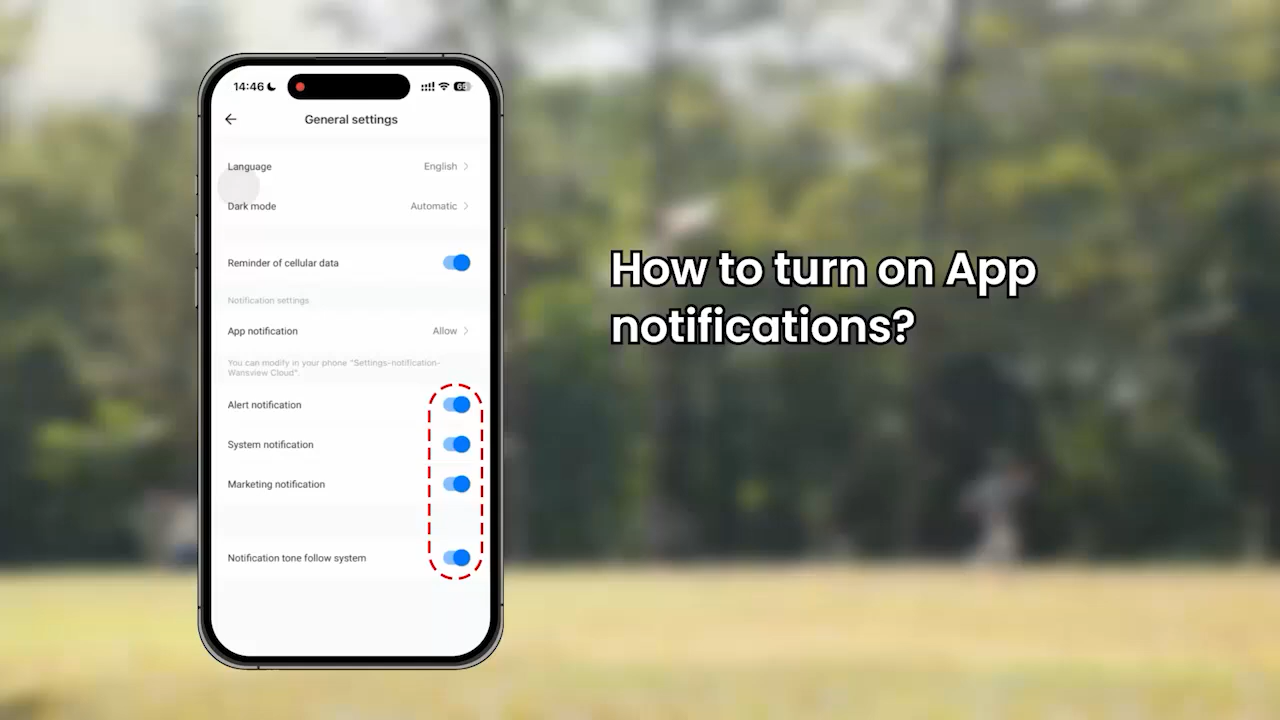 14:46
65
General settings
Language
English
Dark mode
Automatic
Reminder of cellular data
Notification settings
App notification
Allow
You can modify in your phone "Settings-notification-
Wansview Cloud".
Alert notification
System notification
Marketing notification
Notification tone follow system
How to turn on App
notifications?